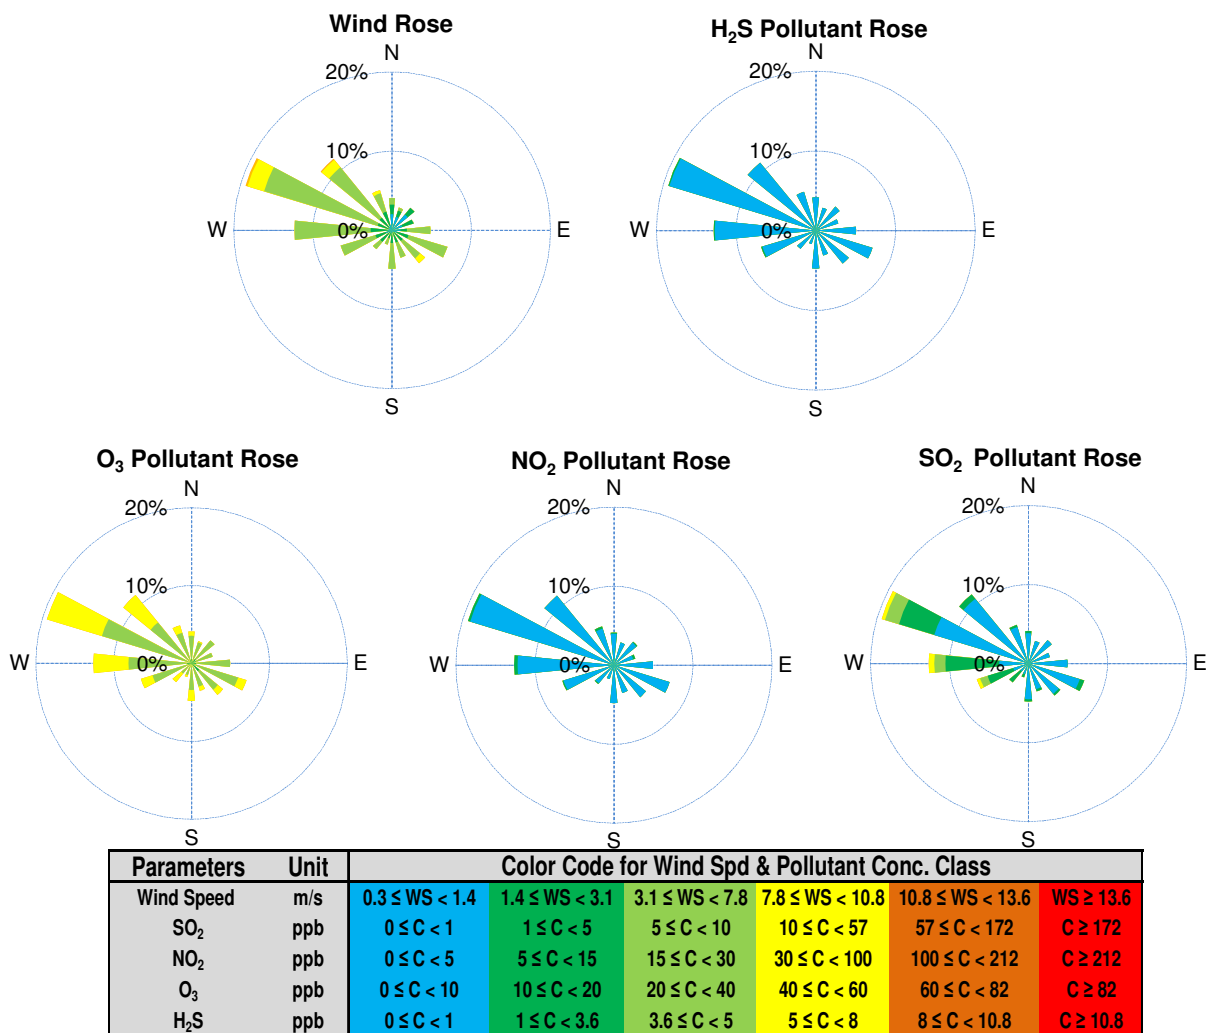 Wind Rose
H₂S Pollutant Rose
N
N
20%
20%
10%
10%
W
0%
E
W
0%
E
S
S
O₃ Pollutant Rose
NO₂ Pollutant Rose
SO₂ Pollutant Rose
N
N
N
20%
20%
20%
10%
10%
10%
W
0%
E
W
0%
E
W
0%
E
S
S
S
Parameters Unit Color Code for Wind Spd & Pollutant Conc. Class
Wind Speed m/s 0.3 ≤ WS < 1.4 1.4 ≤ WS < 3.1 3.1 ≤ WS < 7.8 7.8 ≤ WS < 10.8 10.8 ≤ WS < 13.6 WS ≥ 13.6
SO₂ ppb 0 ≤ C < 1 1 ≤ C < 5 5 ≤ C < 10 10 ≤ C < 57 57 ≤ C < 172 C ≥ 172
NO₂ ppb 0 ≤ C < 5 5 ≤ C < 15 15 ≤ C < 30 30 ≤ C < 100 100 ≤ C < 212 C ≥ 212
O₃ ppb 0 ≤ C < 10 10 ≤ C < 20 20 ≤ C < 40 40 ≤ C < 60 60 ≤ C < 82 C ≥ 82
H₂S ppb 0 ≤ C < 1 1 ≤ C < 3.6 3.6 ≤ C < 5 5 ≤ C < 8 8 ≤ C < 10.8 C ≥ 10.8